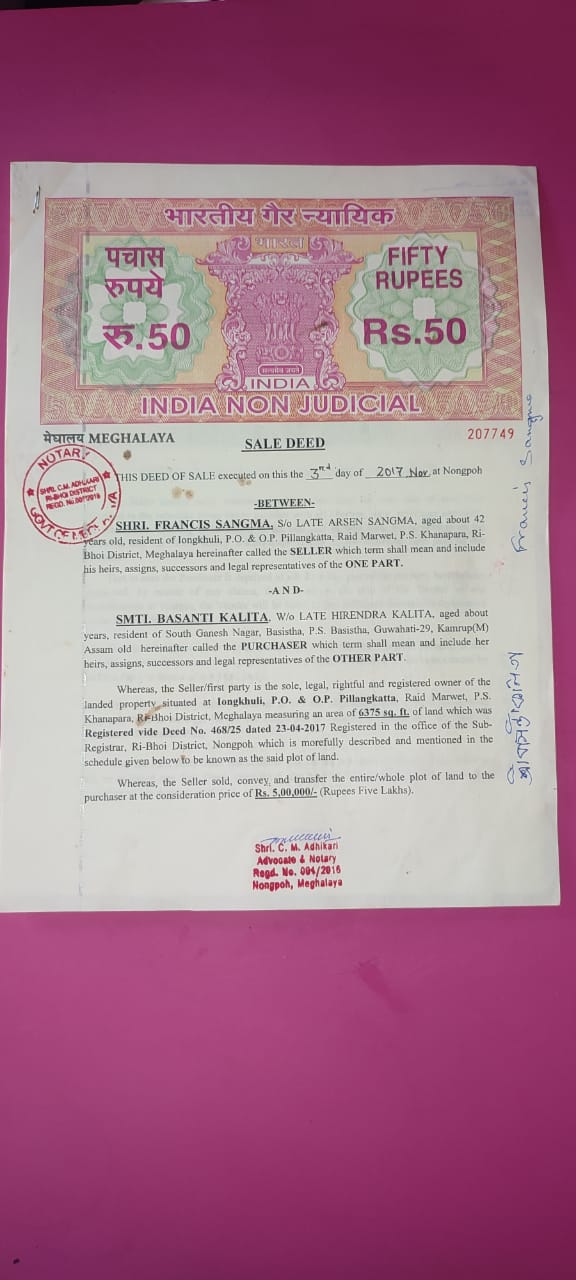 भारतीय गैर न्यायिक
भारत
पचास
रुपये
रु.50
FIFTY
RUPEES
Rs.50
सत्यमेव जयते
INDIA
INDIA NON JUDICIAL
मेघालय MEGHALAYA
207749
SALE DEED
NOTARY
SHRI. C.M. ADHIKARI
RI-BHOI DISTRICT
THIS DEED OF SALE executed on this the 3rd day of 2017 Nov. at Nongpoh
-BETWEEN-
SHRI. FRANCIS SANGMA, S/o LATE ARSEN SANGMA, aged about 42
years old, resident of Iongkhuli, P.O. & O.P. Pillangkatta, Raid Marwet, P.S. Khanapara, Ri-
Bhoi District, Meghalaya hereinafter called the SELLER which term shall mean and include
his heirs, assigns, successors and legal representatives of the ONE PART.
-A N D-
SMTI. BASANTI KALITA, W/o LATE HIRENDRA KALITA, aged about
years, resident of South Ganesh Nagar, Basistha, P.S. Basistha, Guwahati-29, Kamrup(M)
Assam old hereinafter called the PURCHASER which term shall mean and include her
heirs, assigns, successors and legal representatives of the OTHER PART.
Whereas, the Seller/first party is the sole, legal, rightful and registered owner of the
landed property situated at Iongkhuli, P.O. & O.P. Pillangkatta, Raid Marwet, P.S.
Khanapara, Ri-Bhoi District, Meghalaya measuring an area of 6375 sq. ft. of land which was
Registered vide Deed No. 468/25 dated 23-04-2017 Registered in the office of the Sub-
Registrar, Ri-Bhoi District, Nongpoh which is morefully described and mentioned in the
schedule given below to be known as the said plot of land.
Whereas, the Seller sold, convey, and transfer the entire/whole plot of land to the
purchaser at the consideration price of Rs. 5,00,000/- (Rupees Five Lakhs).
Shri. C. M. Adhikari
Advocate & Notary
Regd. No. 004/2016
Nongpoh, Meghalaya
Francis Sangma